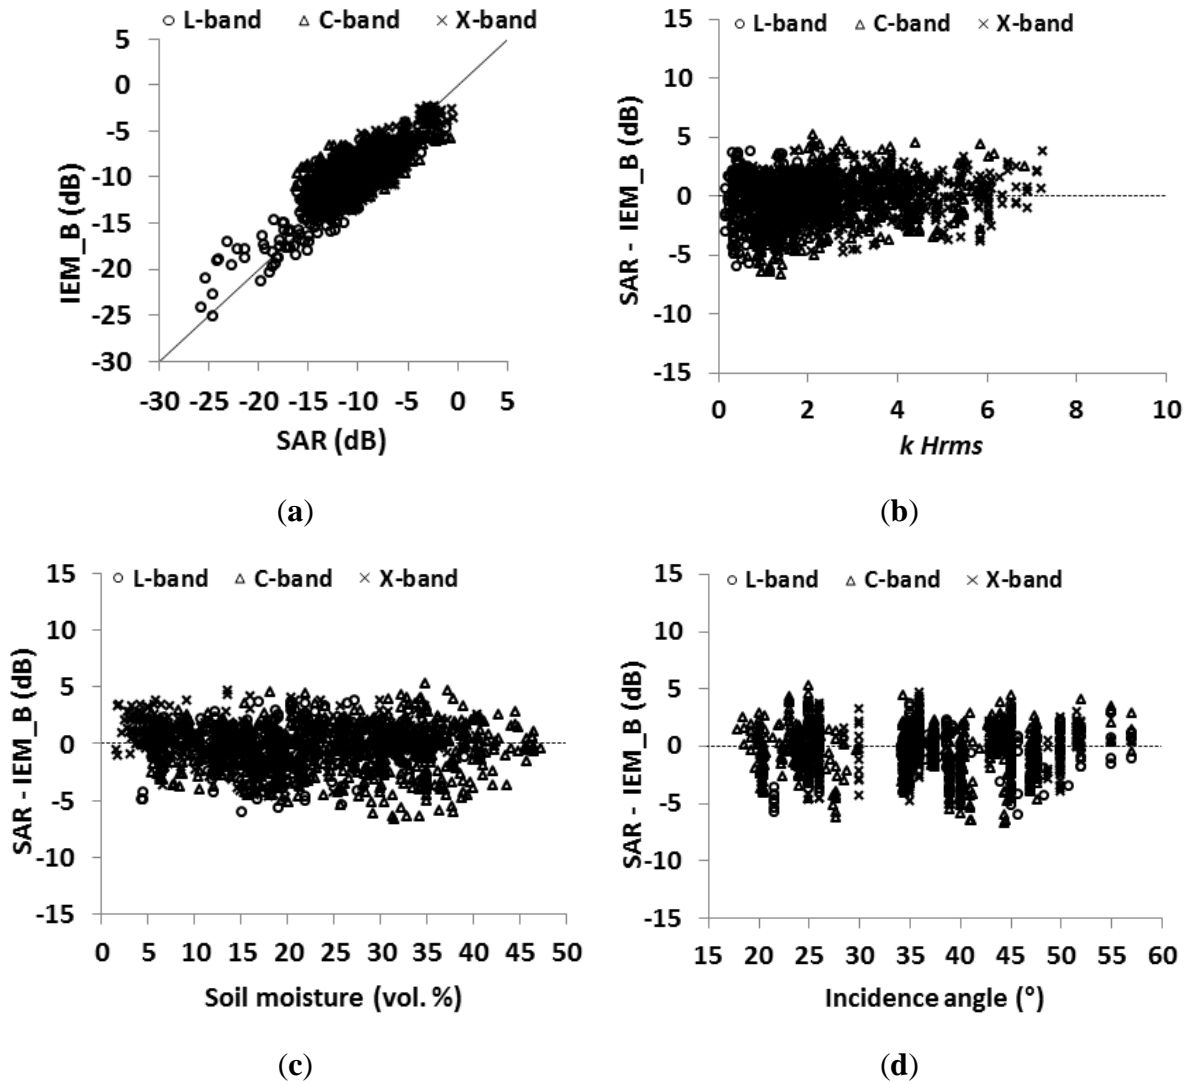 L-band C-band X-band
5
0
-5
-10
-15
-20
-25
-30
IEM_B (dB)
-30 -25 -20 -15 -10 -5 0 5
SAR (dB)
(a)
L-band C-band X-band
15
10
5
0
-5
-10
-15
SAR - IEM_B (dB)
0 2 4 6 8 10
k Hrms
(b)
L-band C-band X-band
15
10
5
0
-5
-10
-15
SAR - IEM_B (dB)
0 5 10 15 20 25 30 35 40 45 50
Soil moisture (vol. %)
(c)
L-band C-band X-band
15
10
5
0
-5
-10
-15
SAR - IEM_B (dB)
15 20 25 30 35 40 45 50 55 60
Incidence angle (°)
(d)